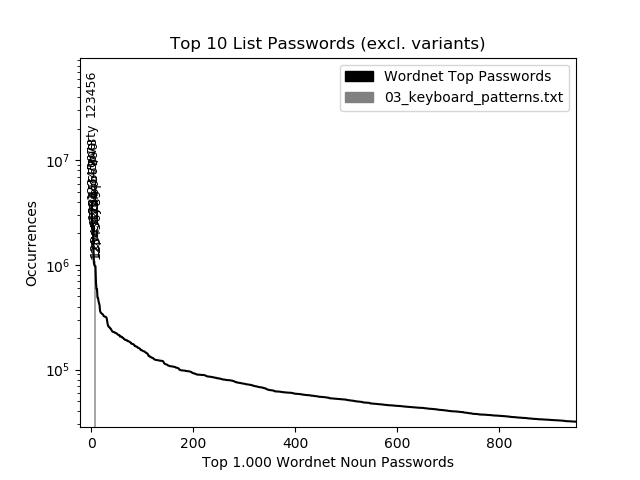 Top 10 List Passwords (excl. variants)
Wordnet Top Passwords
03_keyboard_patterns.txt
123456
Occurrences
10^7
10^6
10^5
0 200 400 600 800
Top 1.000 Wordnet Noun Passwords